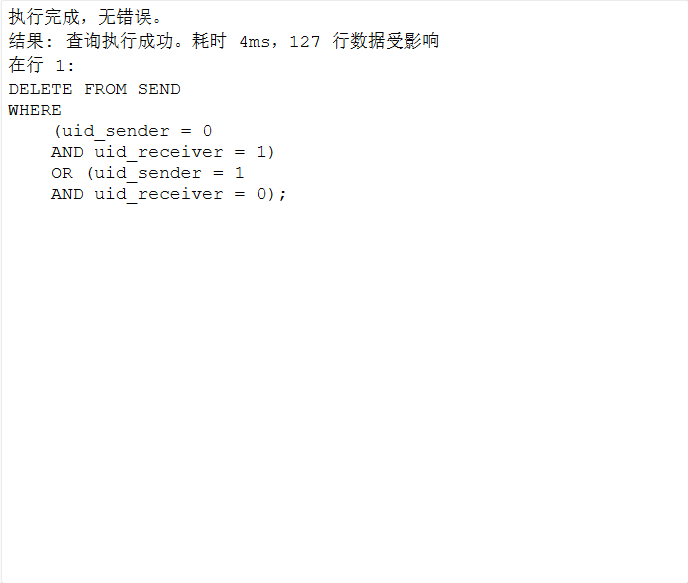 执行完成，无错误。
结果: 查询执行成功。耗时 4ms，127 行数据受影响
在行 1:
DELETE FROM SEND
WHERE
    (uid_sender = 0
    AND uid_receiver = 1)
    OR (uid_sender = 1
    AND uid_receiver = 0);